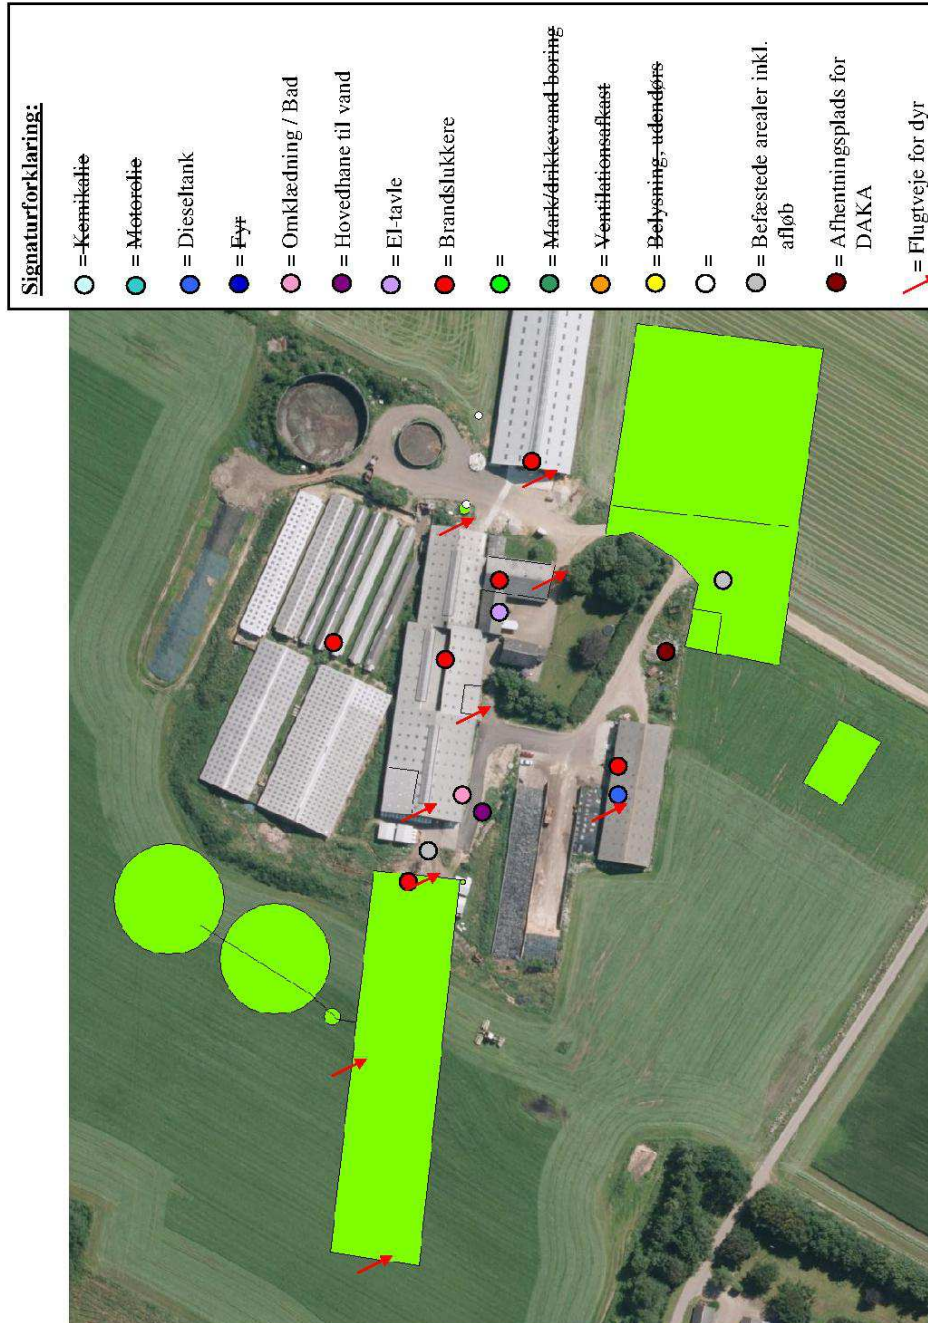 Signaturforklaring:
= Kemikalie
= Motorolie
= Dieseltank
= Fyr
= Omklædning / Bad
= Hovedhane til vand
= El-tavle
= Brandslukkere
=
= Mark/drikkevand boring
= Ventilationsafkast
= Belysning, udendørs
=
= Befæstede arealer inkl.
afløb
= Afhentningsplads for
DAKA
= Flugtveje for dyr